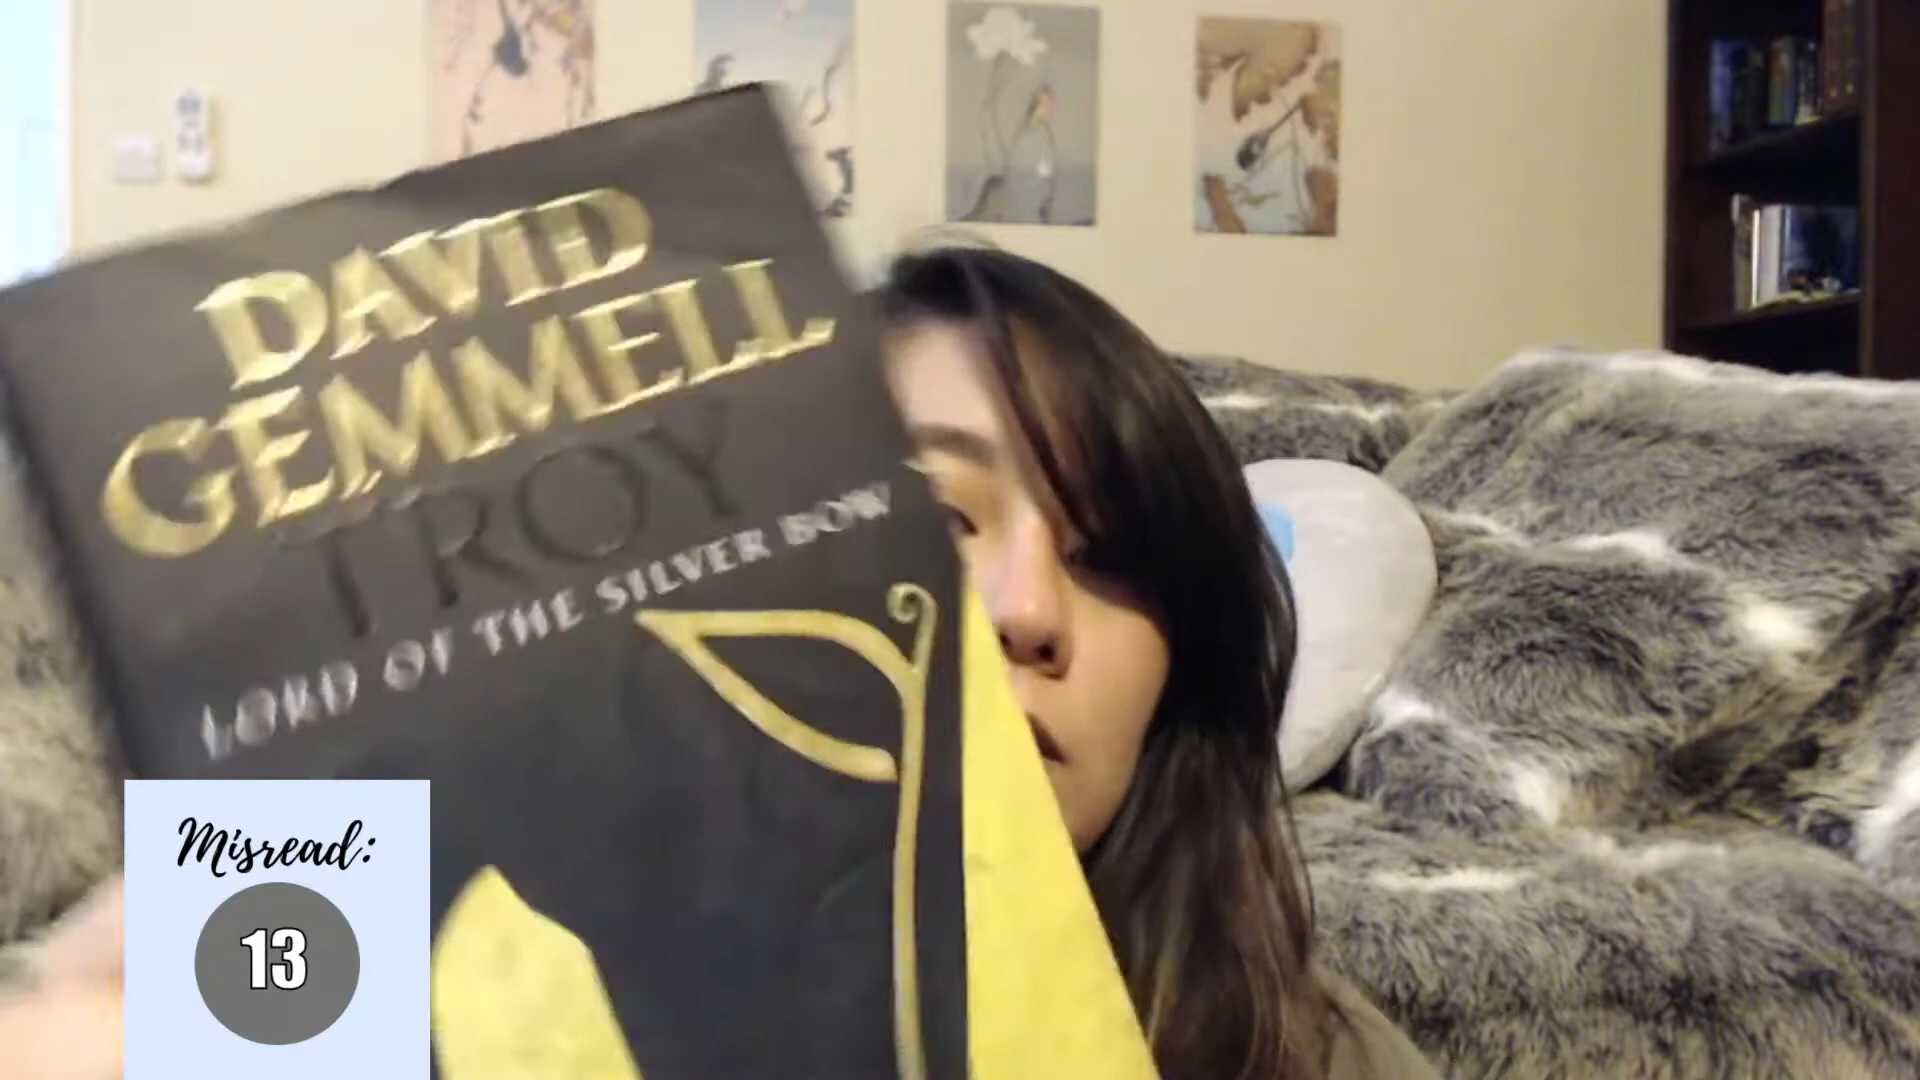 DAVID
GEMMELL
TROY
LORD OF THE SILVER BOW
Misread:
13